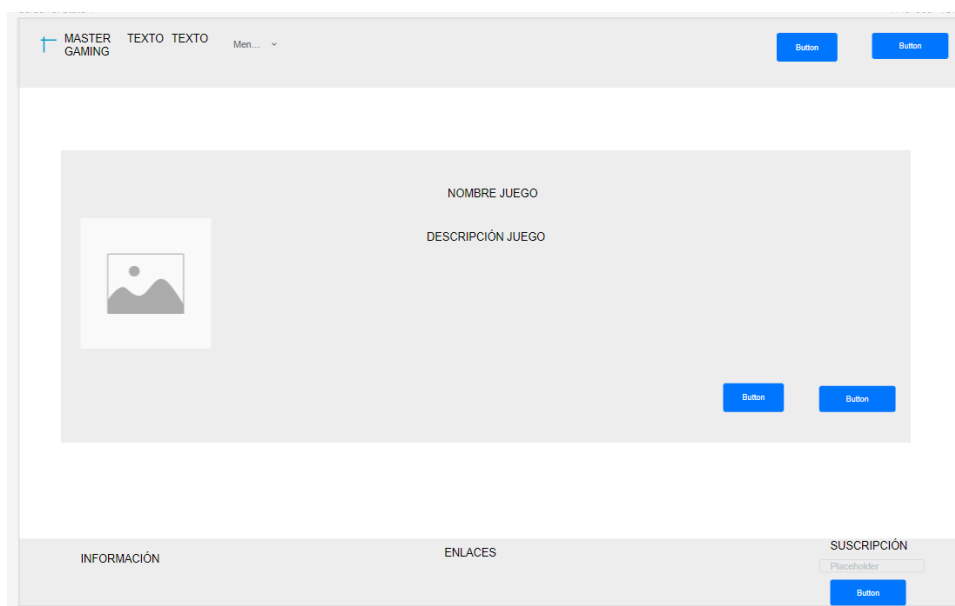 MASTER GAMING
TEXTO TEXTO
Men...
Button
Button
NOMBRE JUEGO
DESCRIPCIÓN JUEGO
Button
Button
INFORMACIÓN
ENLACES
SUSCRIPCIÓN
Placeholder
Button